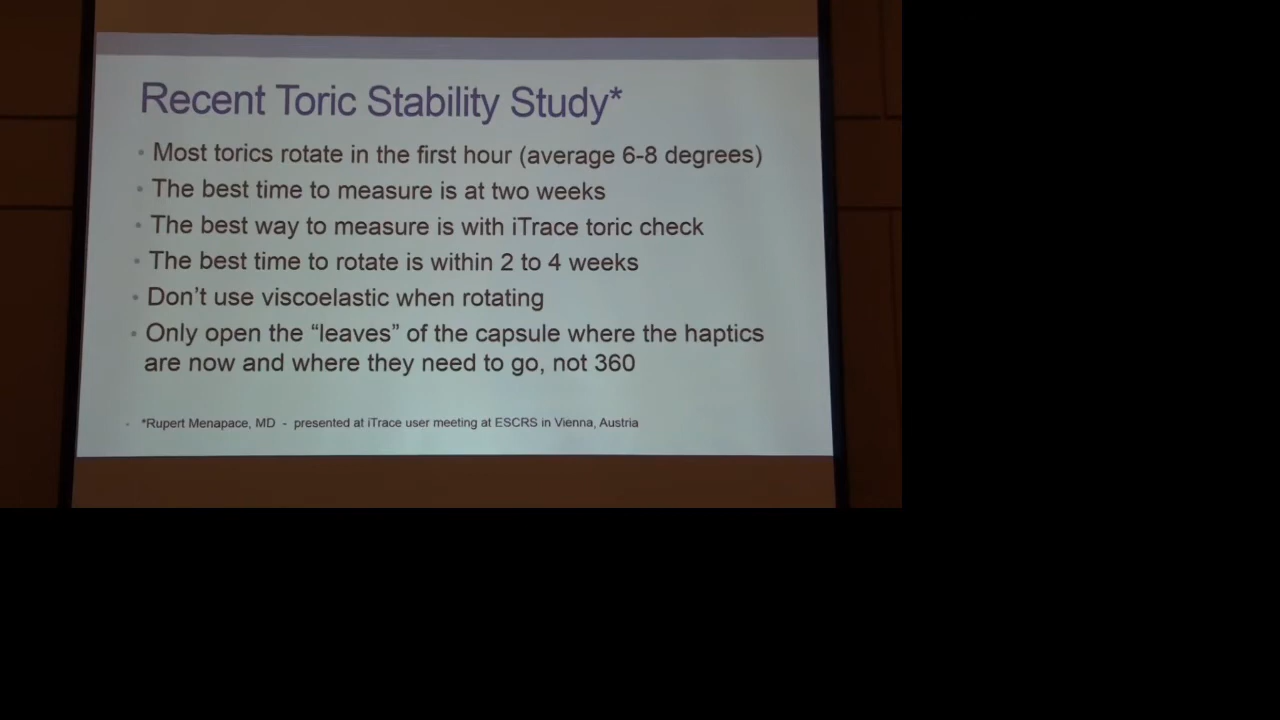 Recent Toric Stability Study*
• Most torics rotate in the first hour (average 6-8 degrees)
• The best time to measure is at two weeks
• The best way to measure is with iTrace toric check
• The best time to rotate is within 2 to 4 weeks
• Don’t use viscoelastic when rotating
• Only open the “leaves” of the capsule where the haptics
are now and where they need to go, not 360
• *Rupert Menapace, MD - presented at iTrace user meeting at ESCRS in Vienna, Austria